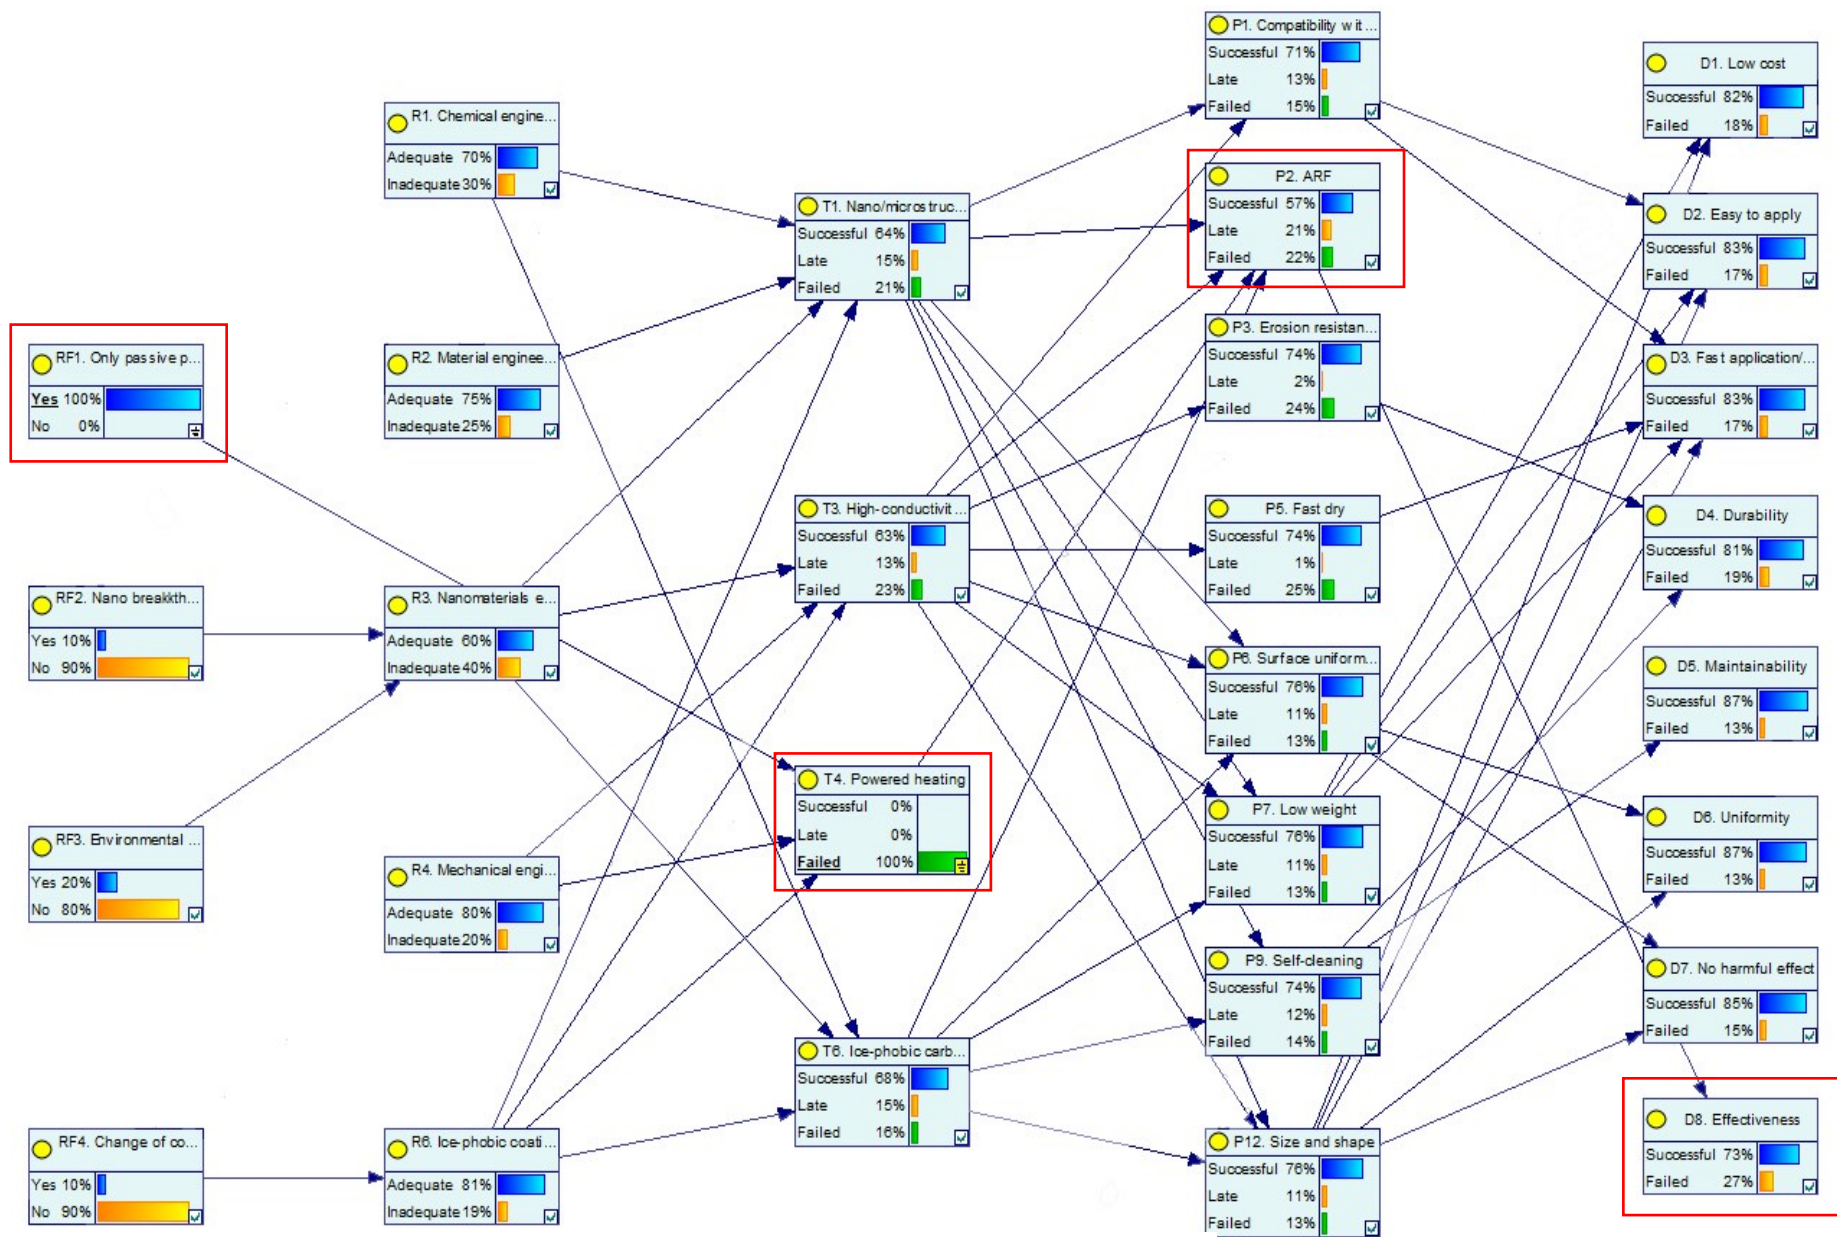 RF1. Only passive p...
Yes 100%
No 0%
RF2. Nano breakkth...
Yes 10%
No 90%
RF3. Environmental ...
Yes 20%
No 80%
RF4. Change of co...
Yes 10%
No 90%
R1. Chemical engine...
Adequate 70%
Inadequate 30%
R2. Material enginee...
Adequate 75%
Inadequate 25%
R3. Nanomaterials e...
Adequate 60%
Inadequate 40%
R4. Mechanical engi...
Adequate 80%
Inadequate 20%
R6. Ice-phobic coati...
Adequate 81%
Inadequate 19%
T1. Nano/microstruc...
Successful 64%
Late 15%
Failed 21%
T3. High-conductivit...
Successful 63%
Late 13%
Failed 23%
T4. Powered heating
Successful 0%
Late 0%
Failed 100%
T6. Ice-phobic carb...
Successful 68%
Late 15%
Failed 16%
P1. Compatibility wit...
Successful 71%
Late 13%
Failed 15%
P2. ARF
Successful 57%
Late 21%
Failed 22%
P3. Erosion resistan...
Successful 74%
Late 2%
Failed 24%
P5. Fast dry
Successful 74%
Late 1%
Failed 25%
P6. Surface uniform...
Successful 76%
Late 11%
Failed 13%
P7. Low weight
Successful 76%
Late 11%
Failed 13%
P9. Self-cleaning
Successful 74%
Late 12%
Failed 14%
P12. Size and shape
Successful 76%
Late 11%
Failed 13%
D1. Low cost
Successful 82%
Failed 18%
D2. Easy to apply
Successful 83%
Failed 17%
D3. Fast application/...
Successful 83%
Failed 17%
D4. Durability
Successful 81%
Failed 19%
D5. Maintainability
Successful 87%
Failed 13%
D6. Uniformity
Successful 87%
Failed 13%
D7. No harmful effect
Successful 85%
Failed 15%
D8. Effectiveness
Successful 73%
Failed 27%